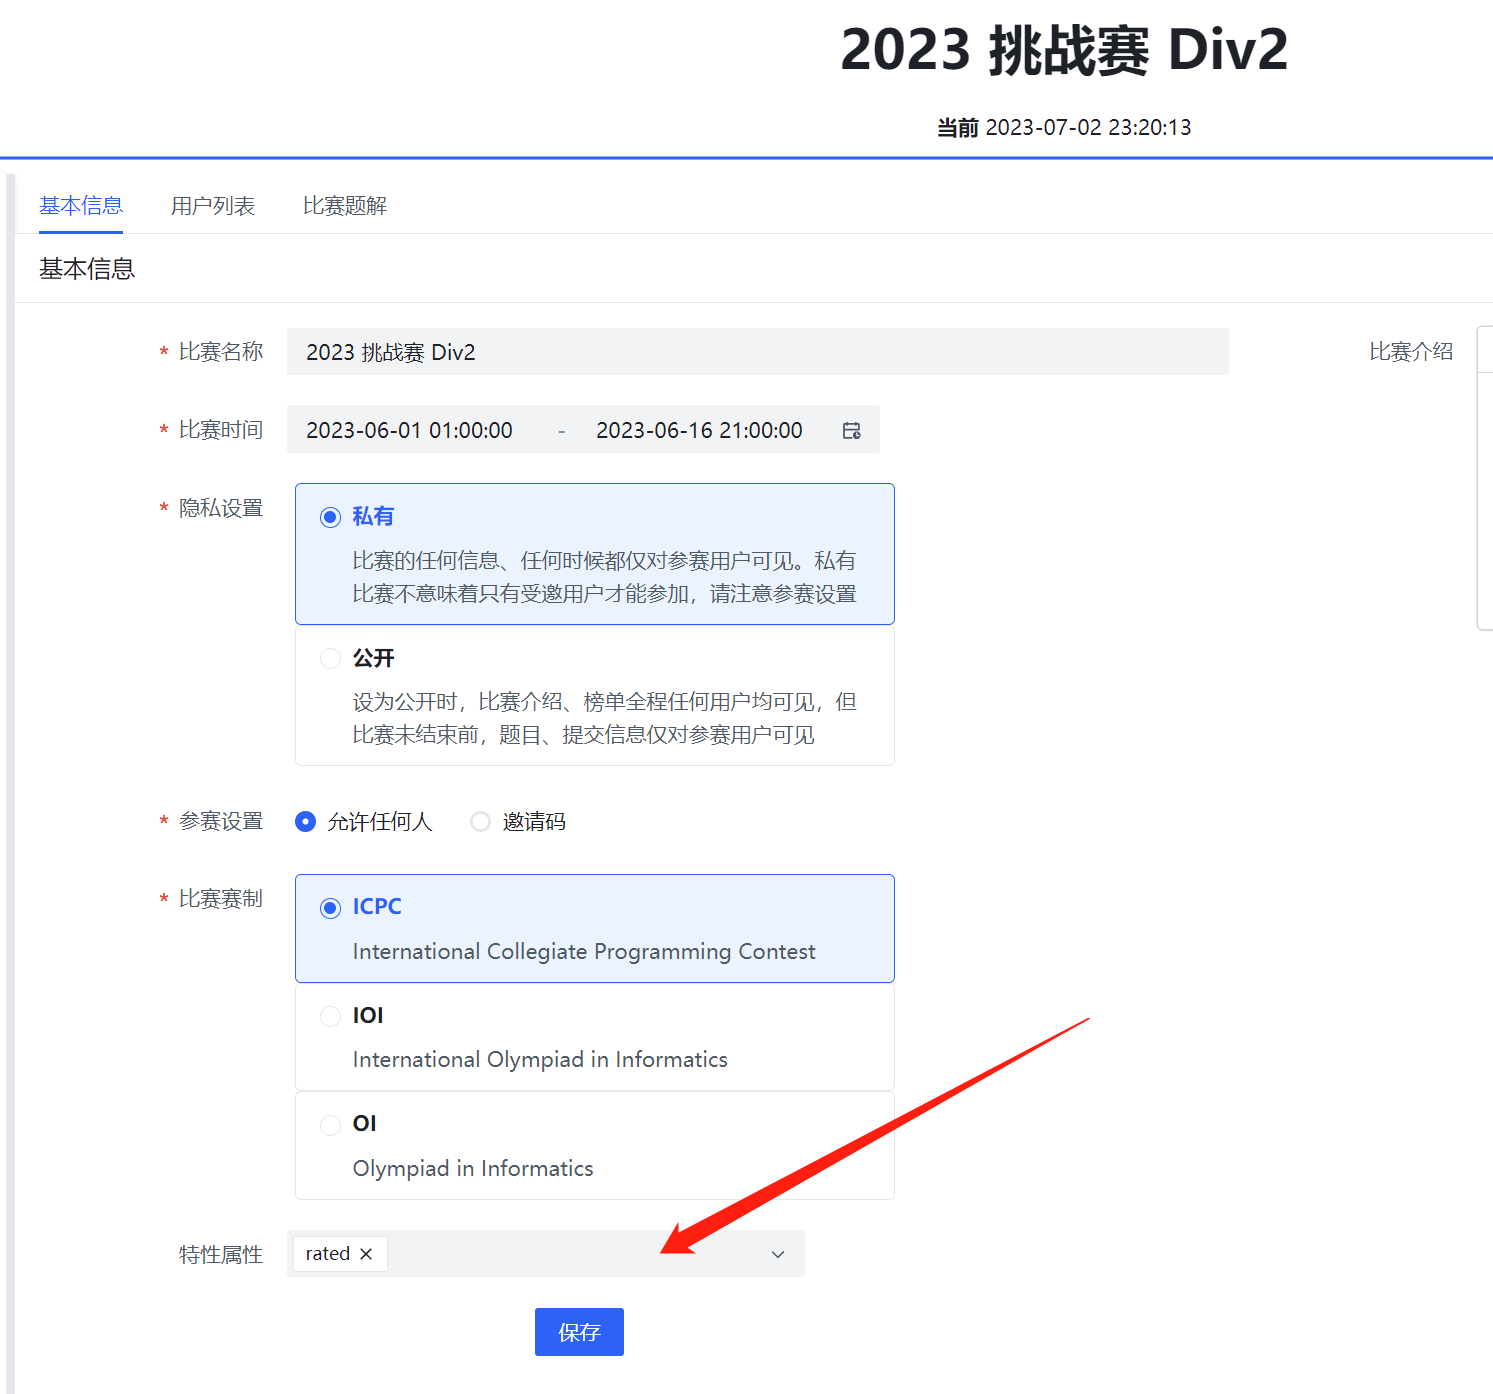 2023 挑战赛 Div2
当前 2023-07-02 23:20:13
基本信息 用户列表 比赛题解
基本信息
* 比赛名称 2023 挑战赛 Div2 比赛介绍
* 比赛时间 2023-06-01 01:00:00 - 2023-06-16 21:00:00
* 隐私设置 私有
比赛的任何信息、任何时候都仅对参赛用户可见。私有
比赛不意味着只有受邀用户才能参加，请注意参赛设置
公开
设为公开时，比赛介绍、榜单全程任何用户均可见，但
比赛未结束前，题目、提交信息仅对参赛用户可见
* 参赛设置 允许任何人 邀请码
* 比赛赛制 ICPC
International Collegiate Programming Contest
IOI
International Olympiad in Informatics
OI
Olympiad in Informatics
特性属性 rated
保存